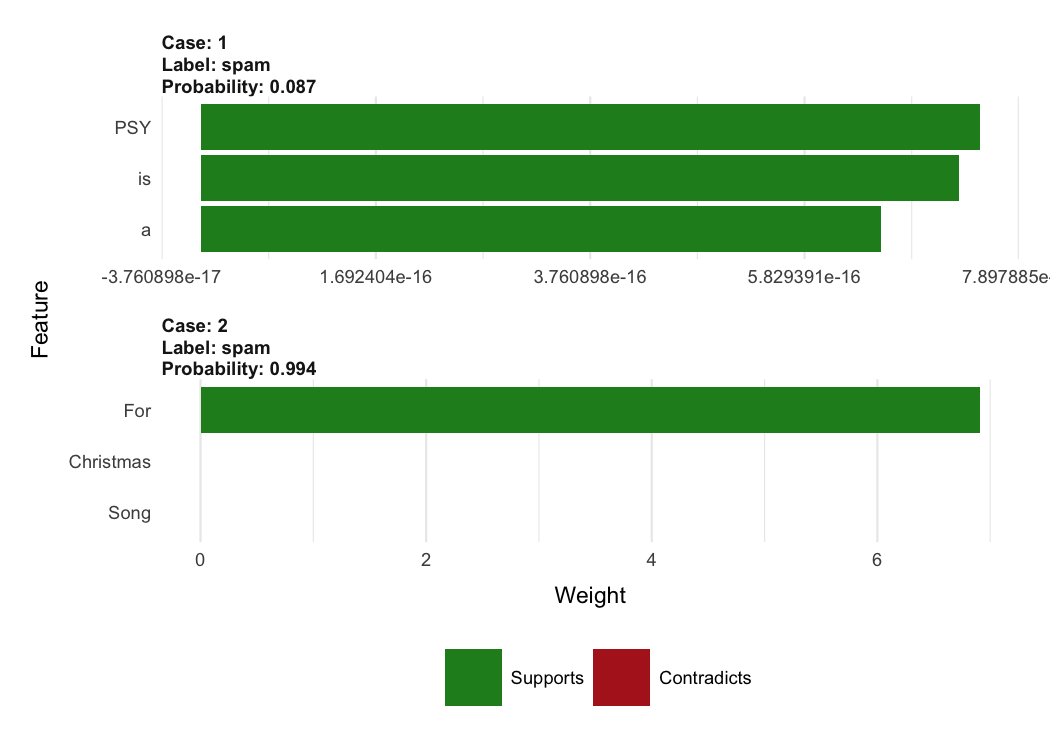 Case: 1
Label: spam
Probability: 0.087
PSY
is
a
-3.760898e-17 1.692404e-16 3.760898e-16 5.829391e-16 7.897885e-
Feature
Case: 2
Label: spam
Probability: 0.994
For
Christmas
Song
0 2 4 6
Weight
Supports Contradicts